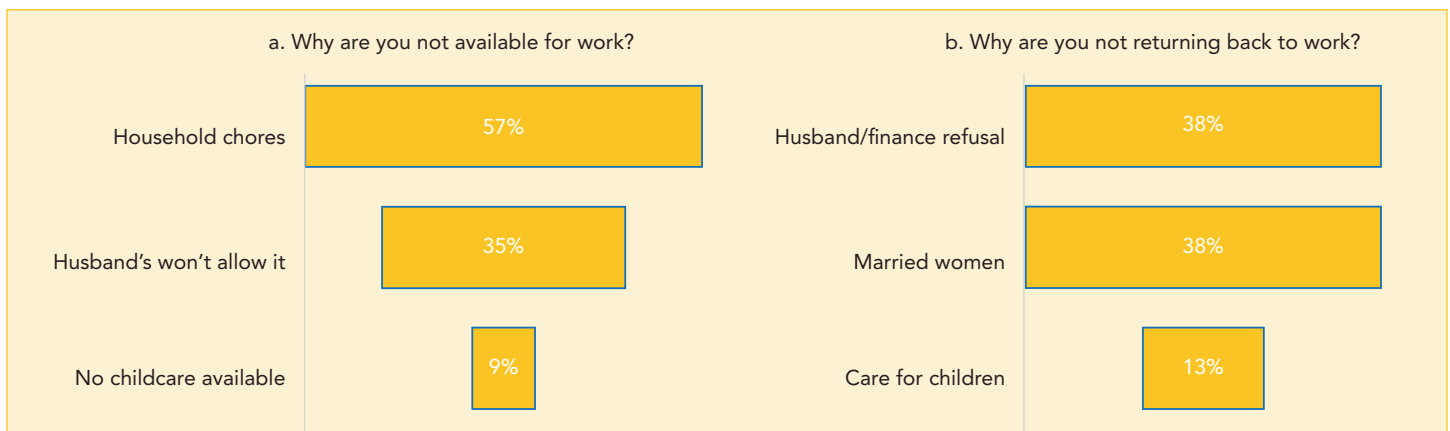 a. Why are you not available for work?
Household chores
57%
Husband's won't allow it
35%
No childcare available
9%
b. Why are you not returning back to work?
Husband/finance refusal
38%
Married women
38%
Care for children
13%